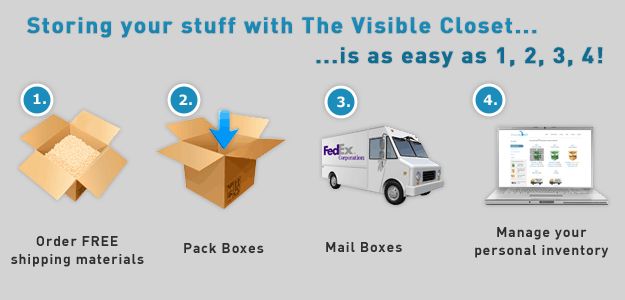 Storing your stuff with The Visible Closet...
...is as easy as 1, 2, 3, 4!
1.
2.
3.
4.
FedEx
Corporation
Order FREE
shipping materials
Pack Boxes
Mail Boxes
Manage your
personal inventory